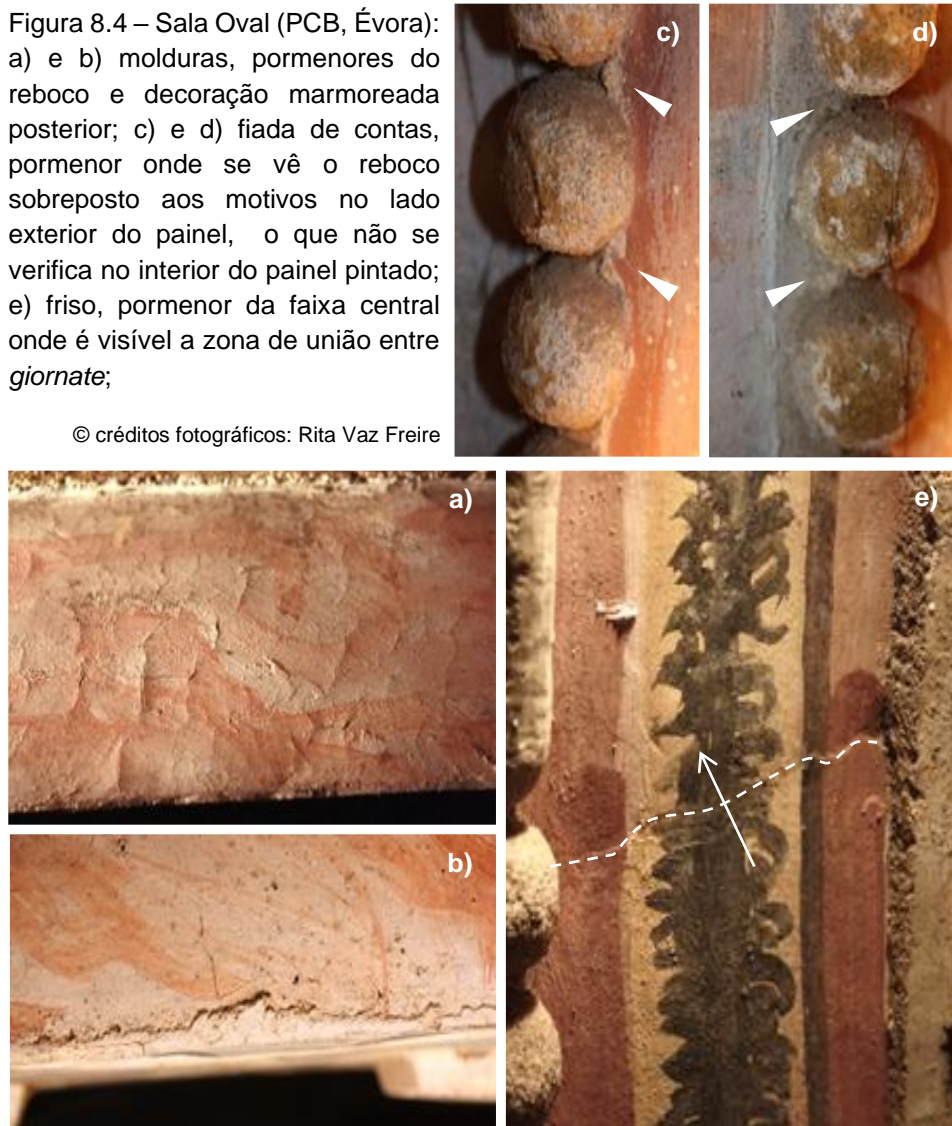 Figura 8.4 – Sala Oval (PCB, Évora):
a) e b) molduras, pormenores do
reboco e decoração marmoreada
posterior; c) e d) fiada de contas,
pormenor onde se vê o reboco
sobreposto aos motivos no lado
exterior do painel, o que não se
verifica no interior do painel pintado;
e) friso, pormenor da faixa central
onde é visível a zona de união entre
giornate;
© créditos fotográficos: Rita Vaz Freire
c)
d)
a)
e)
b)